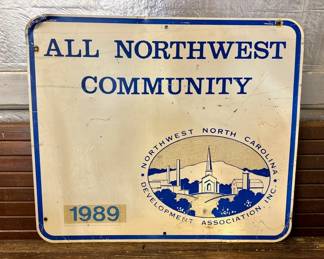 ALL NORTHWEST
COMMUNITY
NORTHWEST NORTH CAROLINA
DEVELOPMENT ASSOCIATION, INC.
1989